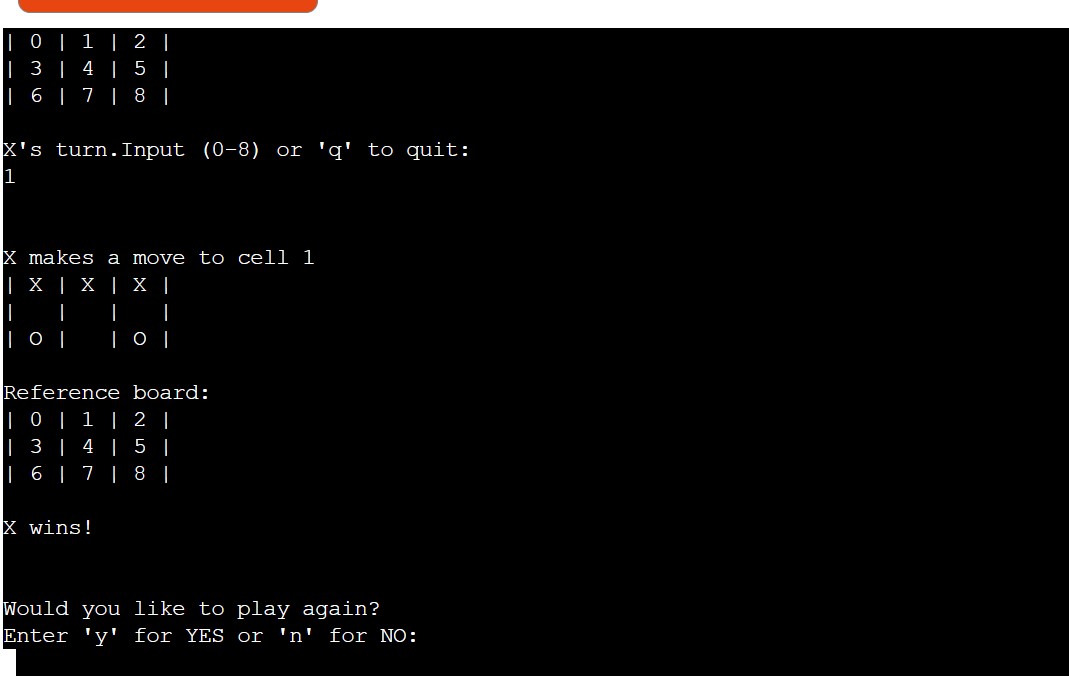 | 0 | 1 | 2 |
| 3 | 4 | 5 |
| 6 | 7 | 8 |
X's turn.Input (0-8) or 'q' to quit:
1
X makes a move to cell 1
| X | X | X |
|   |   |   |
| O |   | O |
Reference board:
| 0 | 1 | 2 |
| 3 | 4 | 5 |
| 6 | 7 | 8 |
X wins!
Would you like to play again?
Enter 'y' for YES or 'n' for NO: